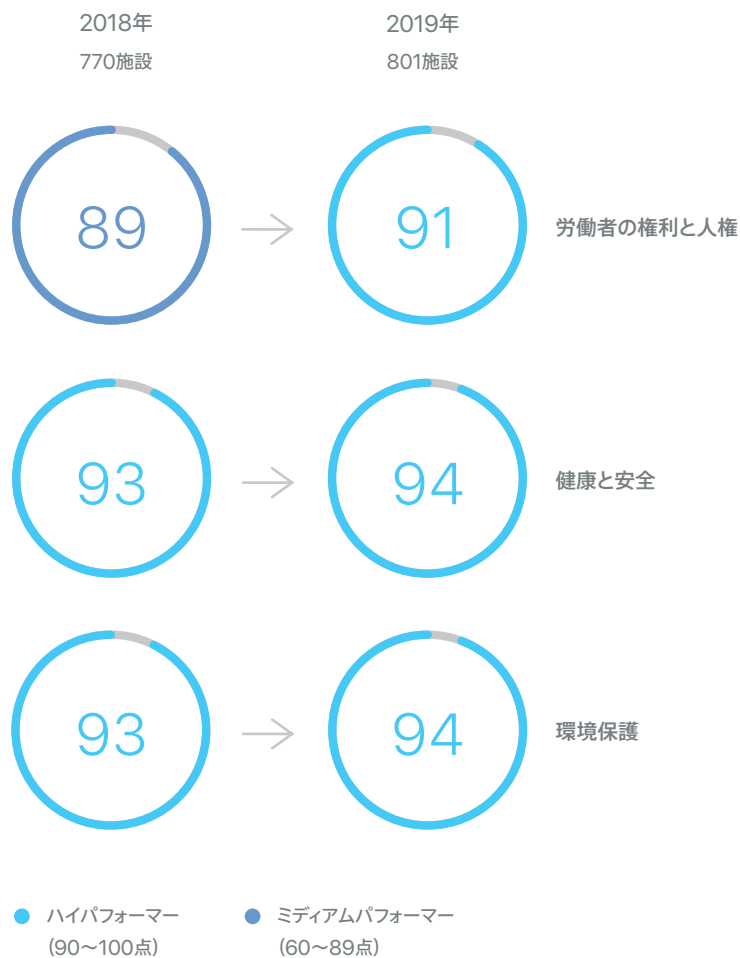 2018年
2019年
770施設
801施設
89
91
労働者の権利と人権
93
94
健康と安全
93
94
環境保護
ハイパフォーマー
(90〜100点)
ミディアムパフォーマー
(60〜89点)